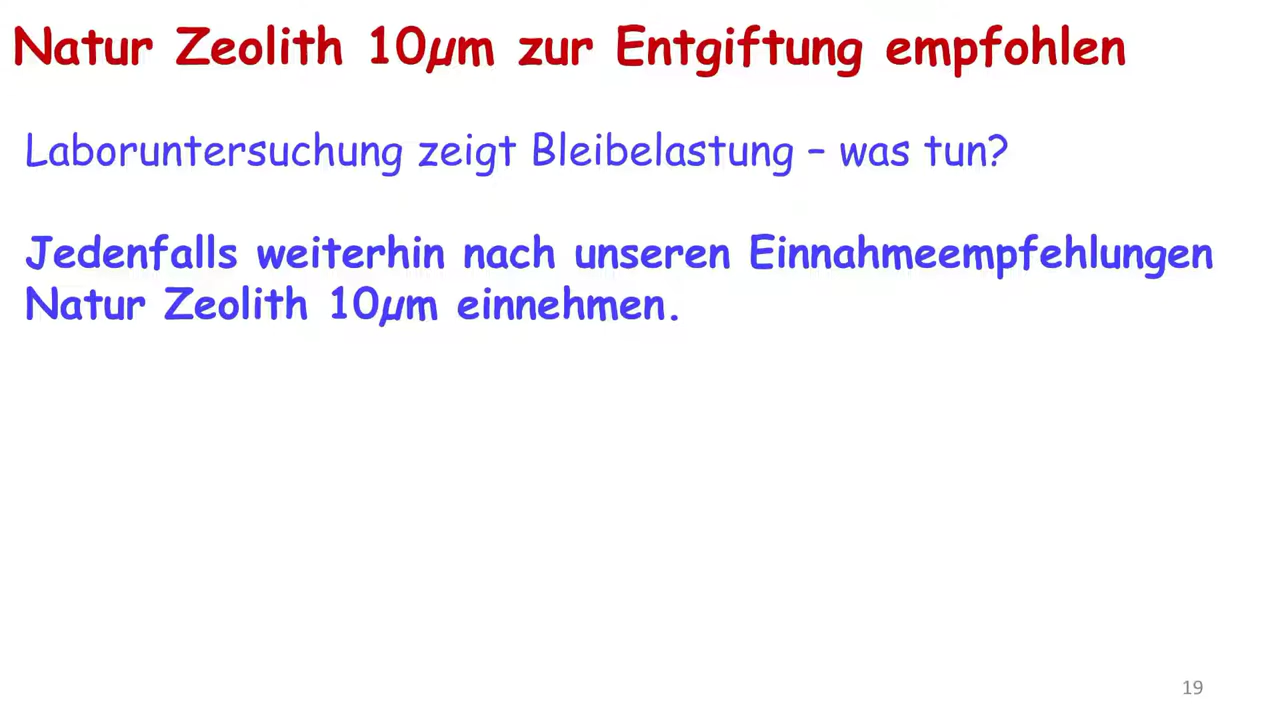 Natur Zeolith 10µm zur Entgiftung empfohlen
Laboruntersuchung zeigt Bleibelastung – was tun?
Jedenfalls weiterhin nach unseren Einnahmeempfehlungen
Natur Zeolith 10µm einnehmen.
19